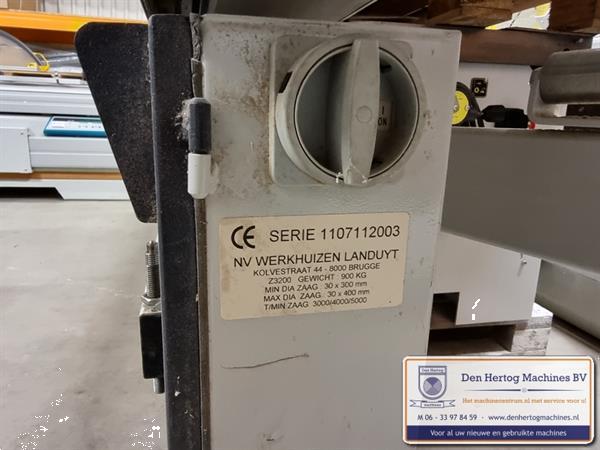 I
ON
CE SERIE 1107112003
NV WERKHUIZEN LANDUYT
KOLVESTRAAT 44 - 8000 BRUGGE
Z3200 GEWICHT : 900 KG
MIN DIA ZAAG : 30 x 300 mm
MAX DIA ZAAG : 30 x 400 mm
T/MIN ZAAG 3000/4000/5000
Den Hertog Machines BV
Het machinecentrum.nl met service voor u!
M 06 - 33 97 84 59 · www.denhertogmachines.nl
Voor al uw nieuwe en gebruikte machines